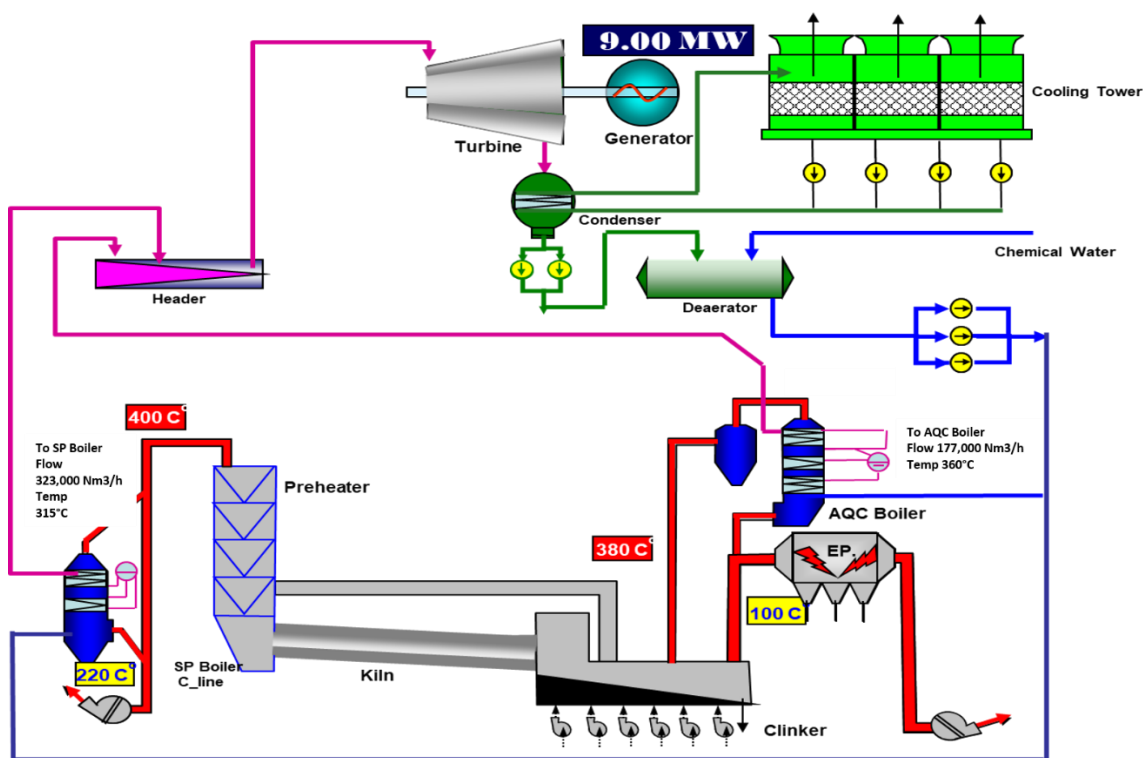 9.00 MW
Cooling Tower
Turbine
Generator
Condenser
Chemical Water
Header
Deaerator
400 C°
To SP Boiler
Flow
323,000 Nm3/h
Temp
315°C
Preheater
To AQC Boiler
Flow 177,000 Nm3/h
Temp 360°C
AQC Boiler
380 C°
EP.
100 C
220 C°
SP Boiler
C_line
Kiln
Clinker